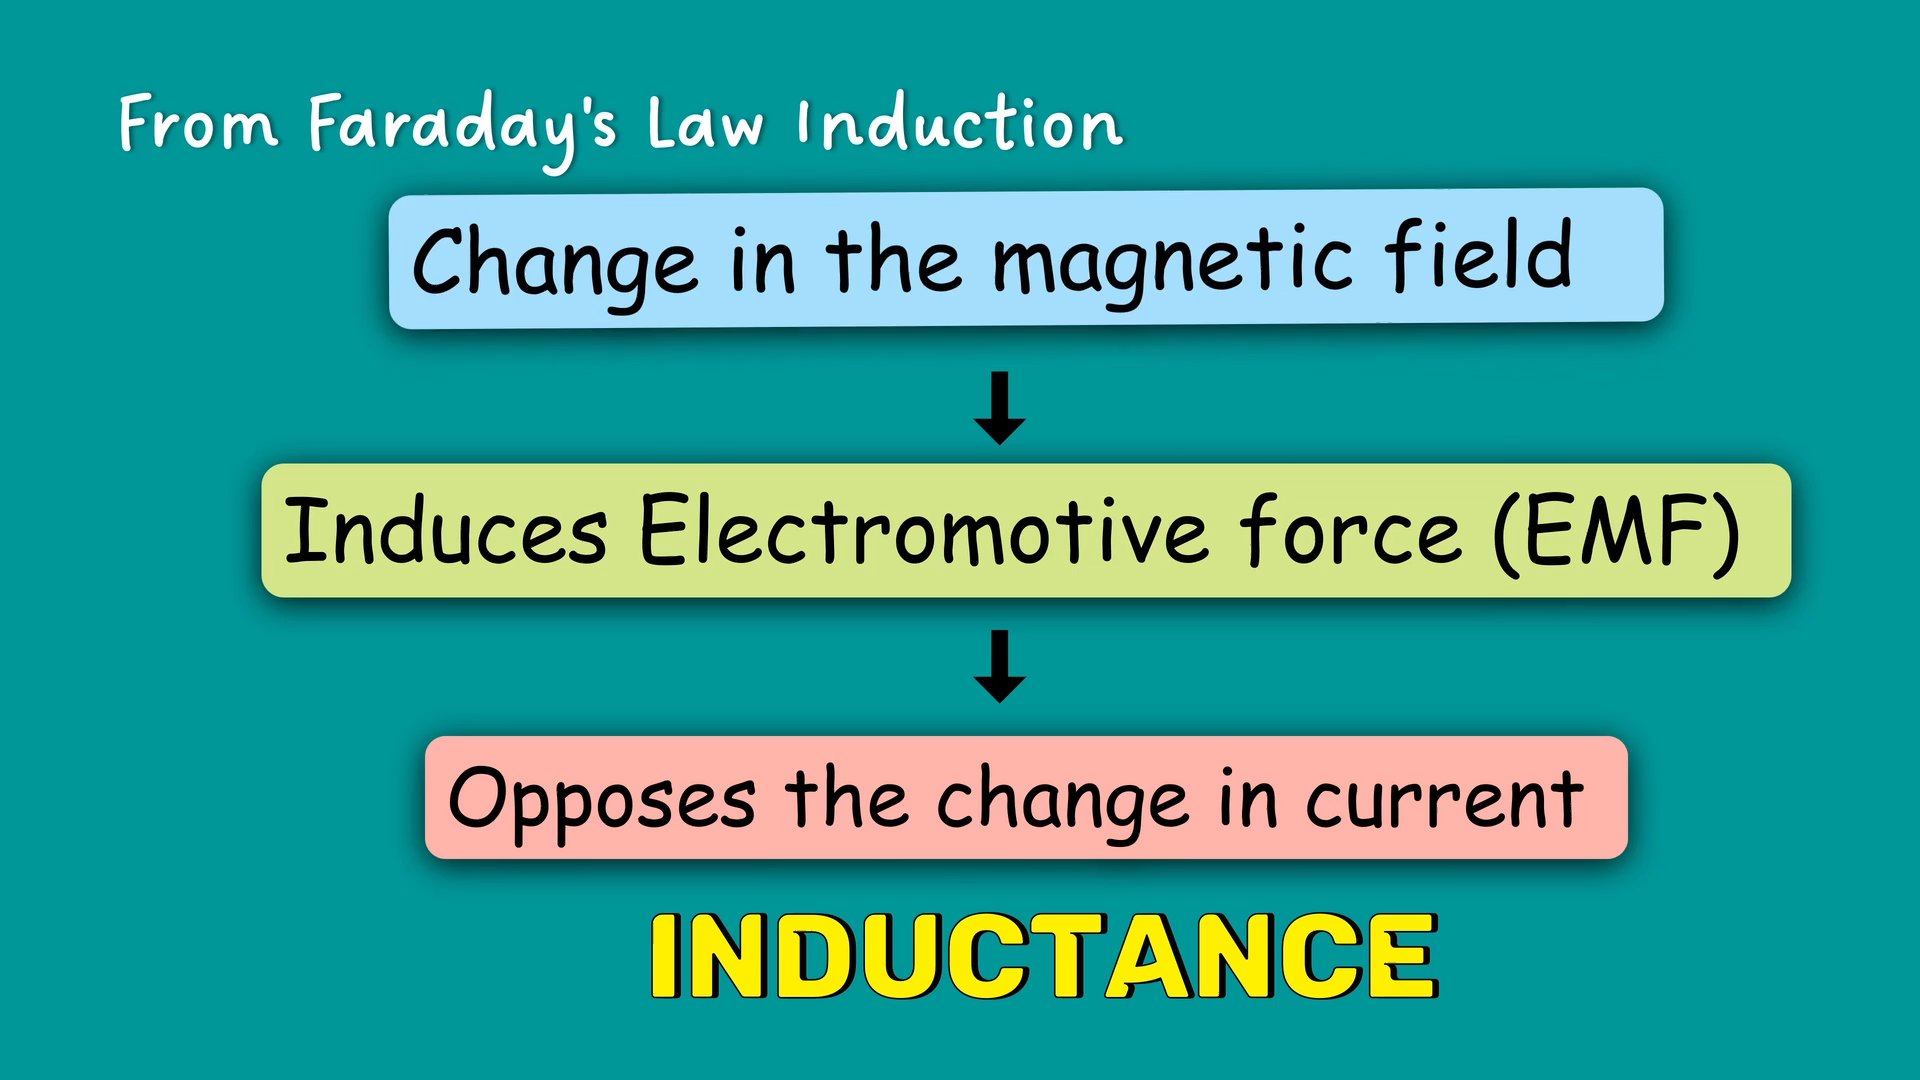 From Faraday's Law Induction
Change in the magnetic field
Induces Electromotive force (EMF)
Opposes the change in current
INDUCTANCE